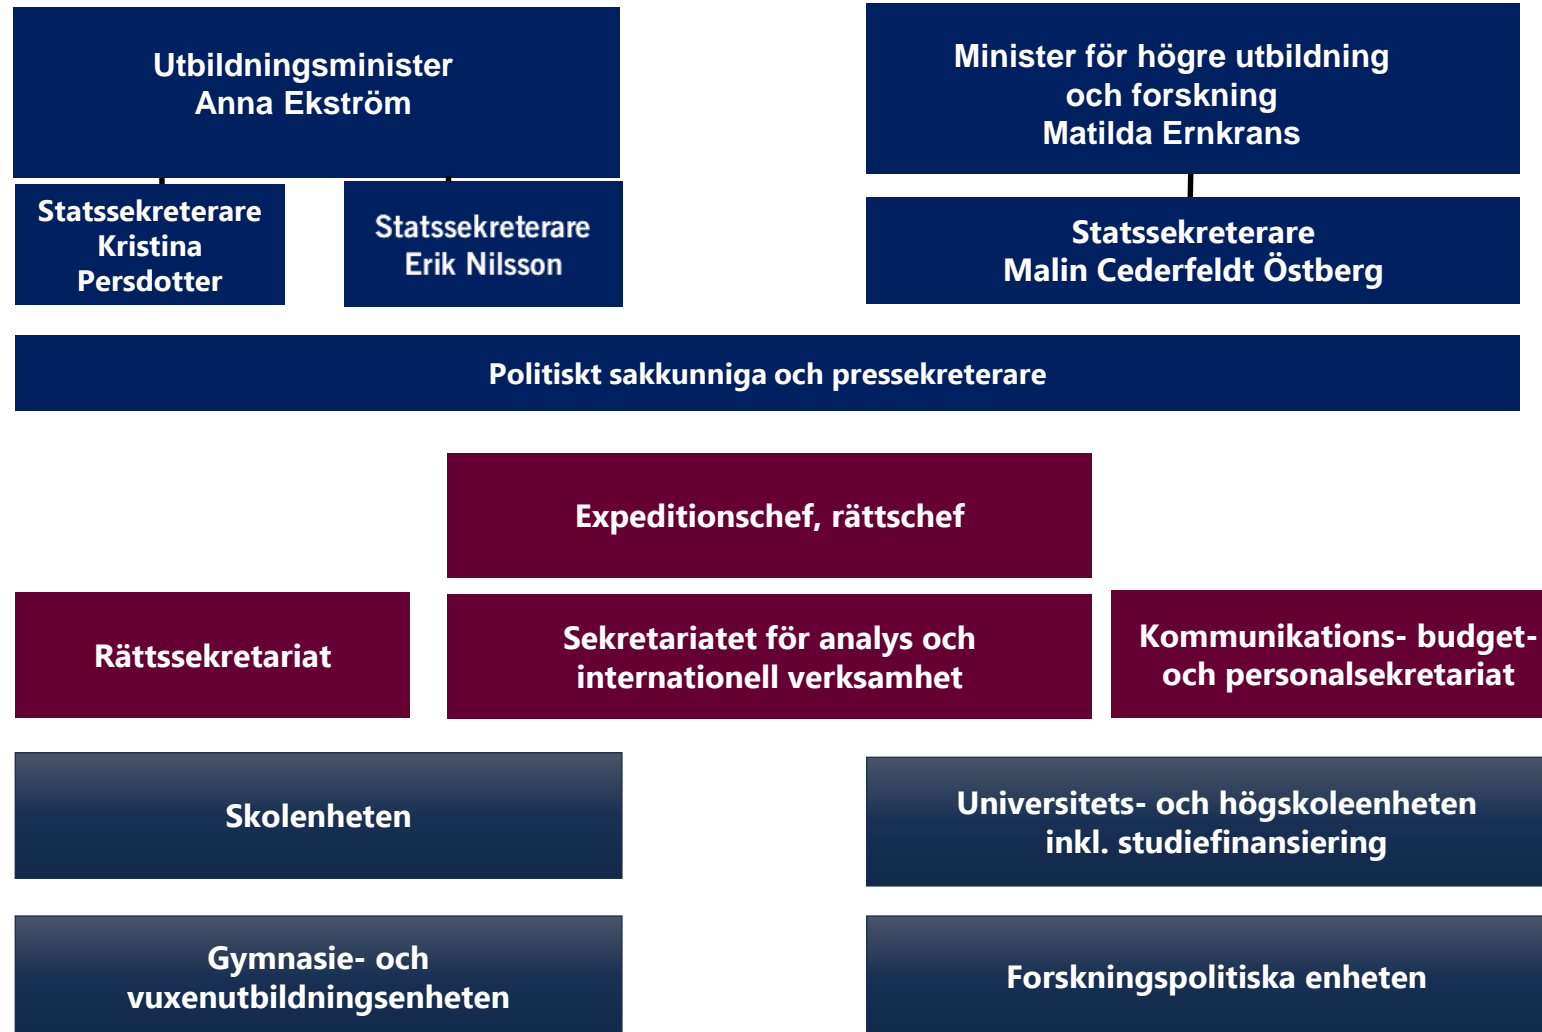 Utbildningsminister
Anna Ekström
Minister för högre utbildning
och forskning
Matilda Ernkrans
Statssekreterare
Kristina
Persdotter
Statssekreterare
Erik Nilsson
Statssekreterare
Malin Cederfeldt Östberg
Politiskt sakkunniga och pressekreterare
Expeditionschef, rättschef
Rättssekretariat
Sekretariatet för analys och
internationell verksamhet
Kommunikations- budget-
och personalsekretariat
Skolenheten
Universitets- och högskoleenheten
inkl. studiefinansiering
Gymnasie- och
vuxenutbildningsenheten
Forskningspolitiska enheten